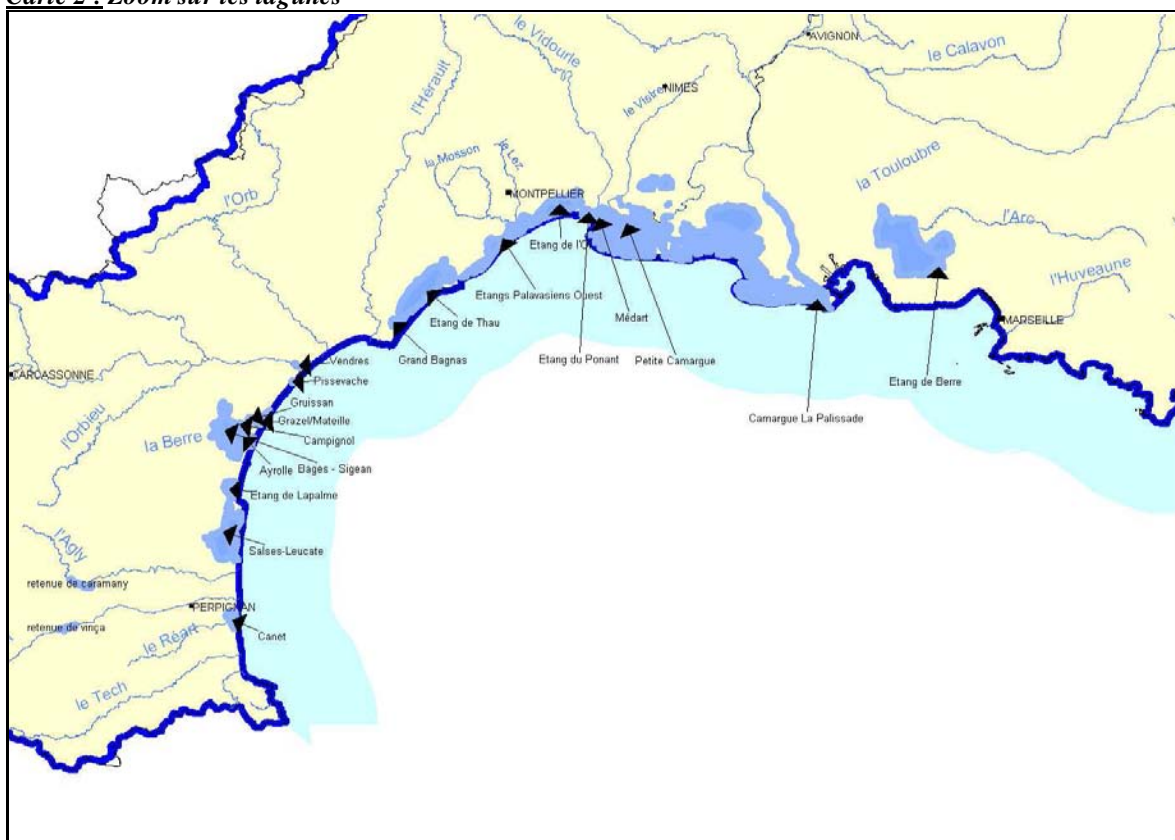 Carte 2 : Zoom sur les lagunes
AVIGNON
le Vidourle
le Calavon
l'Hérault
le Vistre
NIMES
la Touloubre
la Mosson
le Lez
MONTPELLIER
l'Orb
l'Arc
Etang de l'O
l'Huveaune
Etangs Palavasiens Ouest
Etang de Thau
Médart
MARSEILLE
Vendres
Grand Bagnas
Etang du Ponant
Petite Camargue
CARCASSONNE
Pissevache
Etang de Berre
Gruissan
l'Orbieu
Grazel/Mateille
Camargue La Palissade
la Berre
Campignol
Ayrolle
Bages - Sigean
Etang de Lapalme
l'Agly
Salses-Leucate
retenue de caramany
PERPIGNAN
retenue de vinça
le Réart
Canet
le Tech